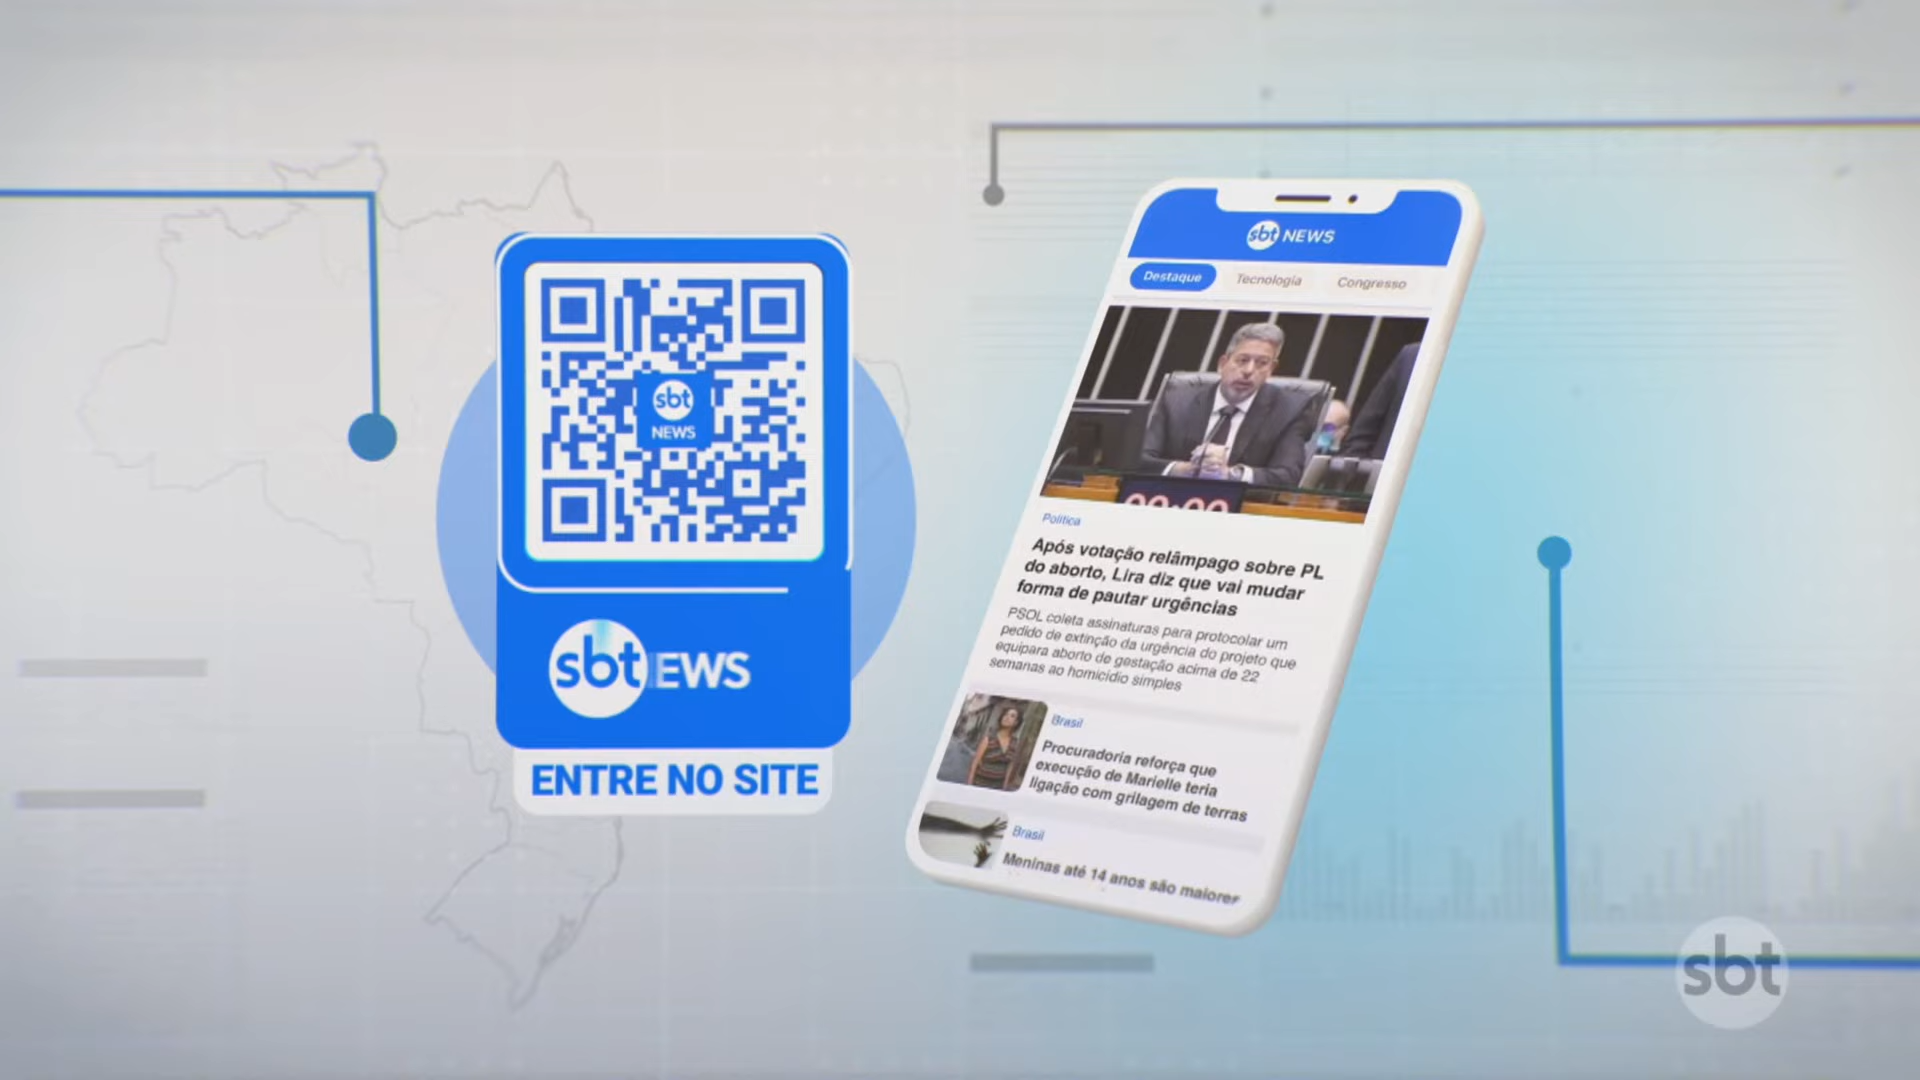 sbt
NEWS
sbt EWS
ENTRE NO SITE
sbt NEWS
Destaque Tecnologia Congresso
00:00
Política
Após votação relâmpago sobre PL
do aborto, Lira diz que vai mudar
forma de pautar urgências
PSOL coleta assinaturas para protocolar um
pedido de extinção da urgência do projeto que
equipara aborto de gestação acima de 22
semanas ao homicídio simples
Brasil
Procuradoria reforça que
execução de Marielle teria
ligação com grilagem de terras
Brasil
Meninas até 14 anos são maiores
sbt